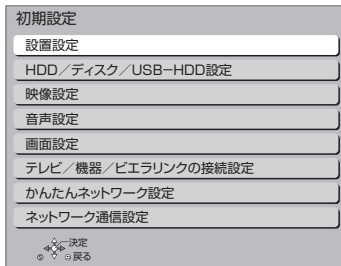 初期設定
設置設定
HDD／ディスク／USB−HDD設定
映像設定
音声設定
画面設定
テレビ／機器／ビエラリンクの接続設定
かんたんネットワーク設定
ネットワーク通信設定
決定
戻る